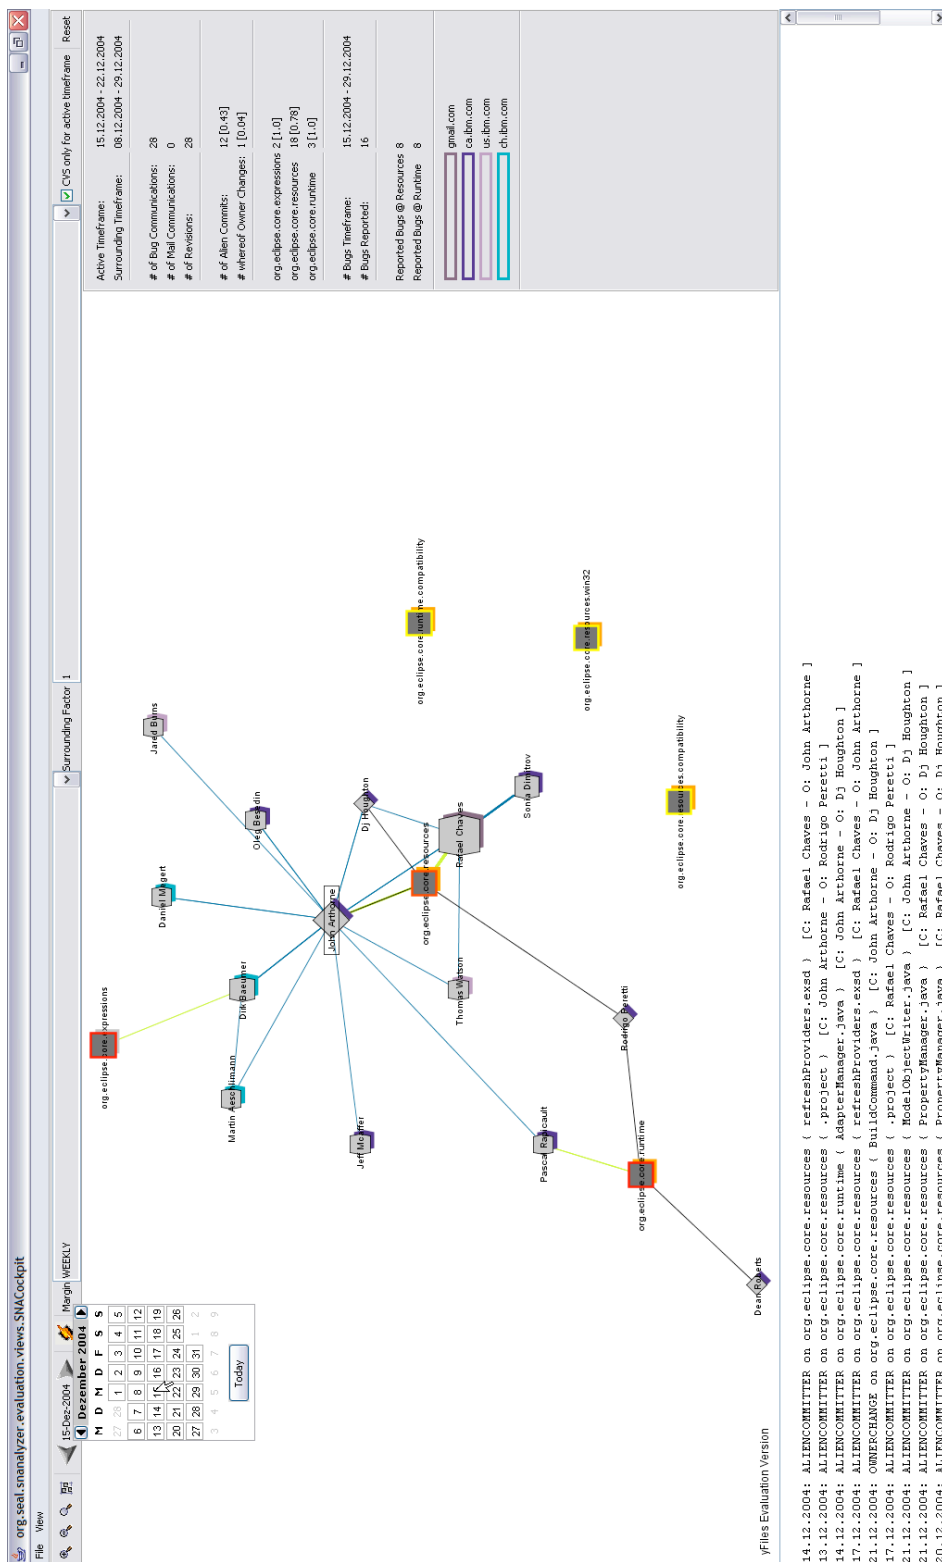 org.seal.snanalyzer.evaluation.views.SNACockpit
File View
15-Dez-2004 Margin WEEKLY Surrounding Factor 1 CVS only for active timeframe Reset
Dezember 2004
M D M D F S S
27 28 1 2 3 4 5
6 7 8 9 10 11 12
13 14 15 16 17 18 19
20 21 22 23 24 25 26
27 28 29 30 31 1 2
3 4 5 6 7 8 9
Today
org.eclipse.core.expressions
Daniel Megert
Jared Burns
Dirk Baeumer
Oleg Besedin
Martin Aeschlimann
John Arthorne
Jeff McAffer
Dj Houghton
org.eclipse.core.resources
org.eclipse.core.runtime.compatibility
Thomas Watson
Rafael Chaves
Pascal Rapicault
Sonia Dimitrov
org.eclipse.core.resources.win32
Rodrigo Peretti
org.eclipse.core.runtime
org.eclipse.core.resources.compatibility
Dean Roberts
yFiles Evaluation Version
Active Timeframe: 15.12.2004 - 22.12.2004
Surrounding Timeframe: 08.12.2004 - 29.12.2004
# of Bug Communications: 28
# of Mail Communications: 0
# of Revisions: 28
# of Alien Commits: 12 [0.43]
# whereof Owner Changes: 1 [0.04]
org.eclipse.core.expressions 2 [1.0]
org.eclipse.core.resources 18 [0.78]
org.eclipse.core.runtime 3 [1.0]
# Bugs Timeframe: 15.12.2004 - 29.12.2004
# Bugs Reported: 16
Reported Bugs @ Resources 8
Reported Bugs @ Runtime 8
gmail.com
ca.ibm.com
us.ibm.com
ch.ibm.com
14.12.2004: ALIENCOMMITTER on org.eclipse.core.resources ( refreshProviders.exsd ) [C: Rafael Chaves - O: John Arthorne ]
13.12.2004: ALIENCOMMITTER on org.eclipse.core.resources ( .project ) [C: John Arthorne - O: Rodrigo Peretti ]
14.12.2004: ALIENCOMMITTER on org.eclipse.core.runtime ( AdapterManager.java ) [C: John Arthorne - O: Dj Houghton ]
17.12.2004: ALIENCOMMITTER on org.eclipse.core.resources ( refreshProviders.exsd ) [C: Rafael Chaves - O: John Arthorne ]
21.12.2004: OWNERCHANGE on org.eclipse.core.resources ( BuildCommand.java ) [C: John Arthorne - O: Dj Houghton ]
17.12.2004: ALIENCOMMITTER on org.eclipse.core.resources ( .project ) [C: Rafael Chaves - O: Rodrigo Peretti ]
21.12.2004: ALIENCOMMITTER on org.eclipse.core.resources ( ModelObjectWriter.java ) [C: John Arthorne - O: Dj Houghton ]
21.12.2004: ALIENCOMMITTER on org.eclipse.core.resources ( PropertyManager.java ) [C: Rafael Chaves - O: Dj Houghton ]
20.12.2004: ALIENCOMMITTER on org.eclipse.core.resources ( PropertyManager.java ) [C: Rafael Chaves - O: Dj Houghton ]